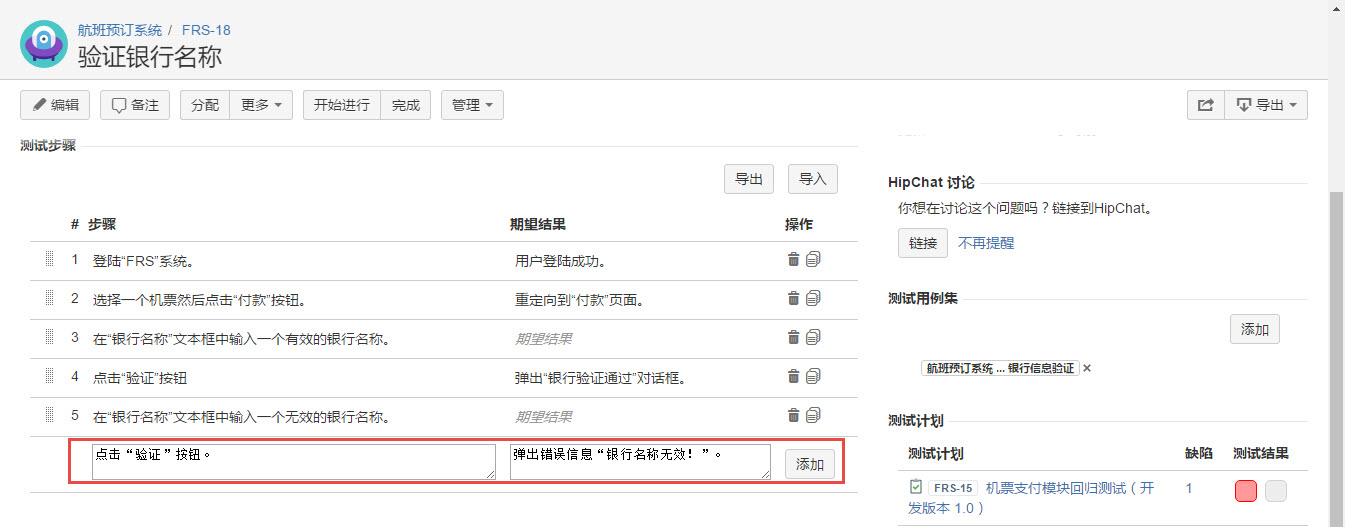 航班预订系统 / FRS-18
验证银行名称
编辑 备注 分配 更多 开始进行 完成 管理 导出
测试步骤
导出 导入
# 步骤 期望结果 操作
1 登陆“FRS”系统。 用户登陆成功。
2 选择一个机票然后点击“付款”按钮。 重定向到“付款”页面。
3 在“银行名称”文本框中输入一个有效的银行名称。 期望结果
4 点击“验证”按钮 弹出“银行验证通过”对话框。
5 在“银行名称”文本框中输入一个无效的银行名称。 期望结果
点击“验证”按钮。 弹出错误信息“银行名称无效！”。 添加
HipChat 讨论
你想在讨论这个问题吗？链接到HipChat。
链接 不再提醒
测试用例集
添加
航班预订系统 ... 银行信息验证 ×
测试计划
测试计划 缺陷 测试结果
FRS-15 机票支付模块回归测试（开 1
发版本 1.0）